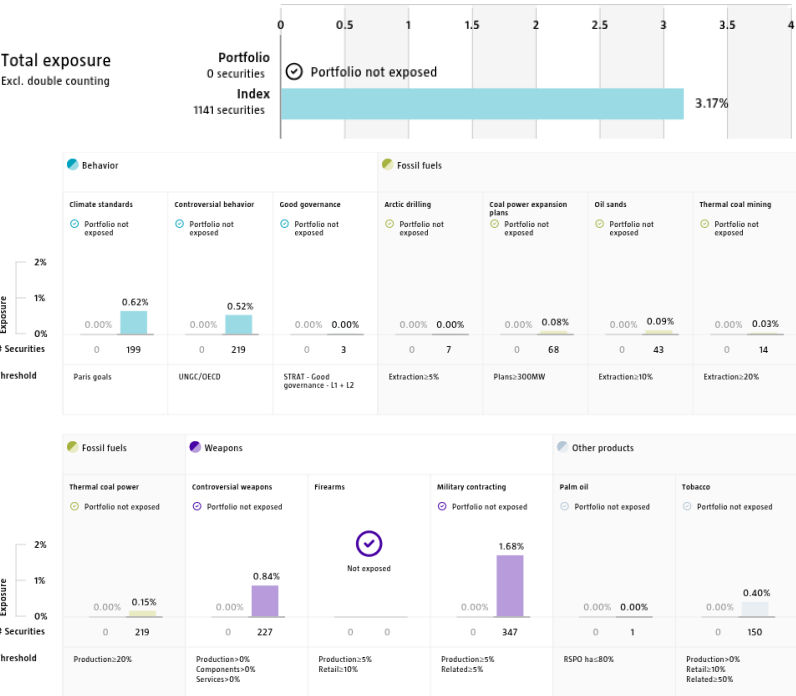 0 0.5 1 1.5 2 2.5 3 3.5 4
Total exposure
Excl. double counting
Portfolio
0 securities
Portfolio not exposed
Index
1141 securities
3.17%
Behavior
Fossil fuels
Climate standards Controversial behavior Good governance Arctic drilling Coal power expansion plans Oil sands Thermal coal mining
Portfolio not exposed Portfolio not exposed Portfolio not exposed Portfolio not exposed Portfolio not exposed Portfolio not exposed Portfolio not exposed
2%
1%
0%
Exposure
0.00% 0.62% 0.00% 0.52% 0.00% 0.00% 0.00% 0.00% 0.00% 0.08% 0.00% 0.09% 0.00% 0.03%
# Securities 0 199 0 219 0 3 0 7 0 68 0 43 0 14
hreshold Paris goals UNGC/OECD STRAT - Good governance - L1 + L2 Extraction≥5% Plans≥300MW Extraction≥10% Extraction≥20%
Fossil fuels
Weapons
Other products
Thermal coal power Controversial weapons Firearms Military contracting Palm oil Tobacco
Portfolio not exposed Portfolio not exposed Portfolio not exposed Portfolio not exposed Portfolio not exposed
Not exposed
2%
1%
0%
Exposure
0.00% 0.15% 0.00% 0.84% 0.00% 1.68% 0.00% 0.00% 0.00% 0.40%
# Securities 0 219 0 227 0 0 0 347 0 1 0 150
hreshold Production≥20% Production>0% Production≥5% Production≥5% RSPO ha≤80% Production>0%
Components>0% Retail≥10% Related≥5% Retail≥10%
Services>0% Related≥50%